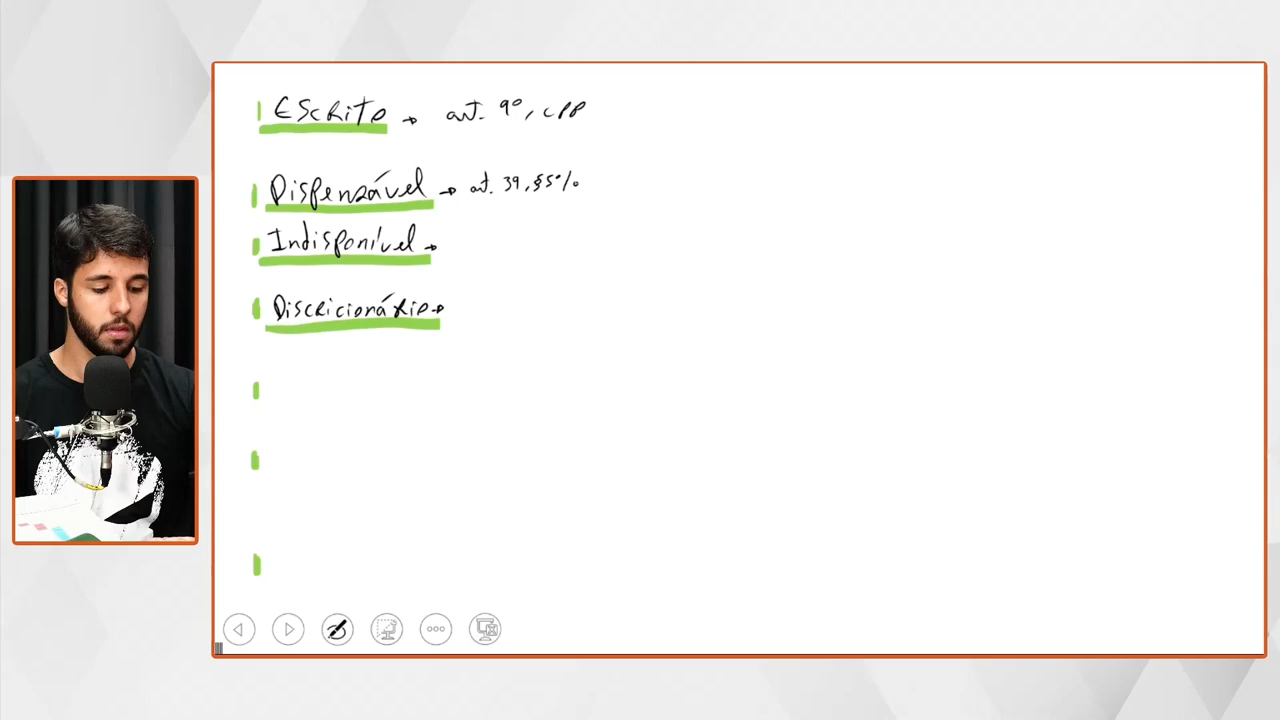 Escrito → art. 9º, CPP
Dispensável → art. 39, §5º/
Indisponível →
Discricionário →